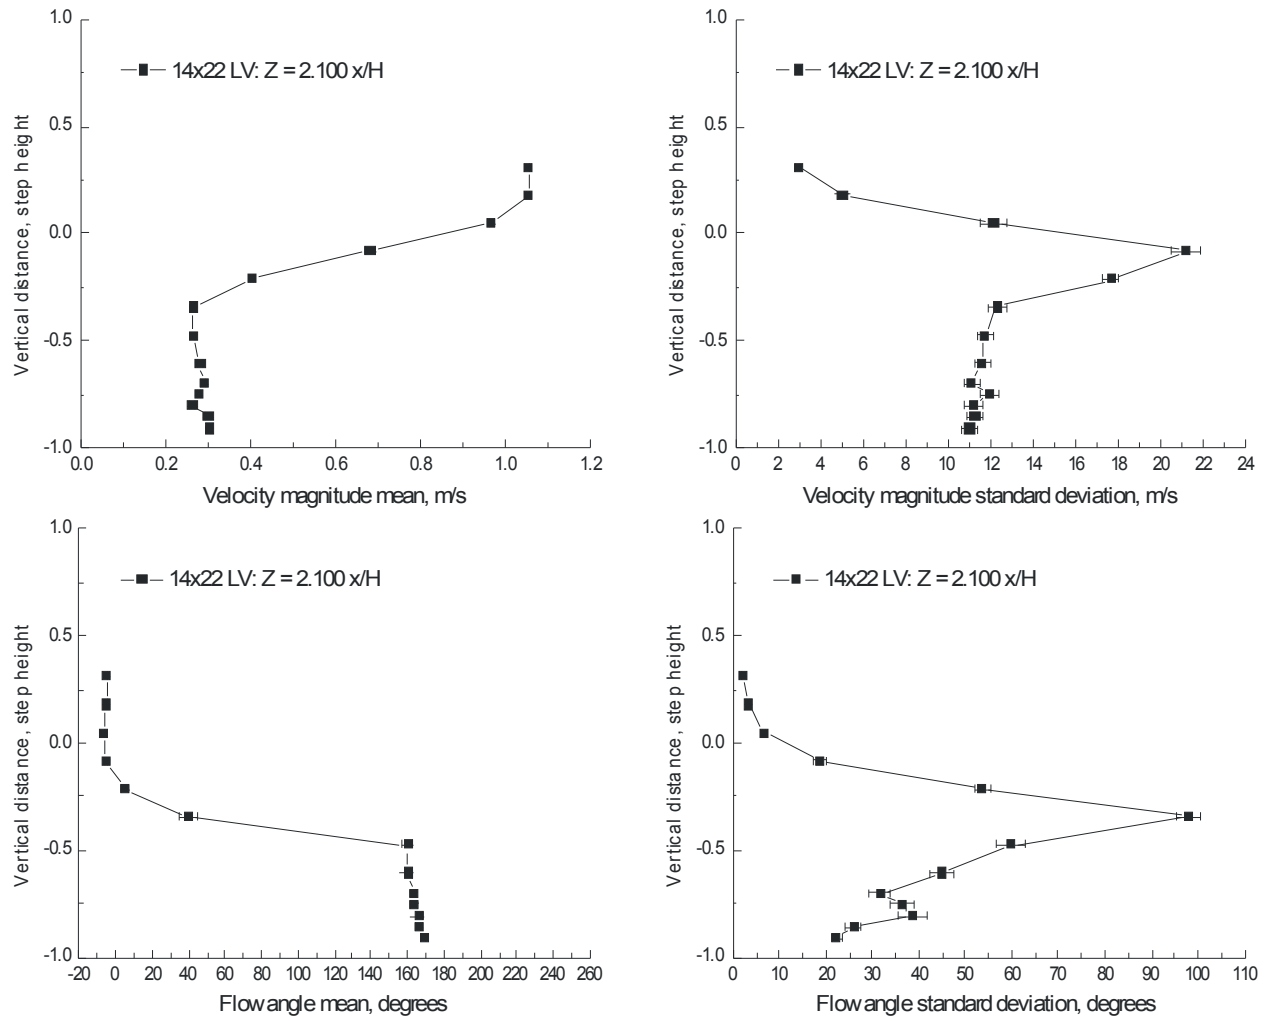 1.0
0.5
0.0
-0.5
-1.0
Vertical distance, step height
14x22 LV: Z = 2.100 x/H
0.0 0.2 0.4 0.6 0.8 1.0 1.2
Velocity magnitude mean, m/s
1.0
0.5
0.0
-0.5
-1.0
Vertical distance, step height
14x22 LV: Z = 2.100 x/H
0 2 4 6 8 10 12 14 16 18 20 22 24
Velocity magnitude standard deviation, m/s
1.0
0.5
0.0
-0.5
-1.0
Vertical distance, step height
14x22 LV: Z = 2.100 x/H
-20 0 20 40 60 80 100 120 140 160 180 200 220 240 260
Flow angle mean, degrees
1.0
0.5
0.0
-0.5
-1.0
Vertical distance, step height
14x22 LV: Z = 2.100 x/H
0 10 20 30 40 50 60 70 80 90 100 110
Flow angle standard deviation, degrees